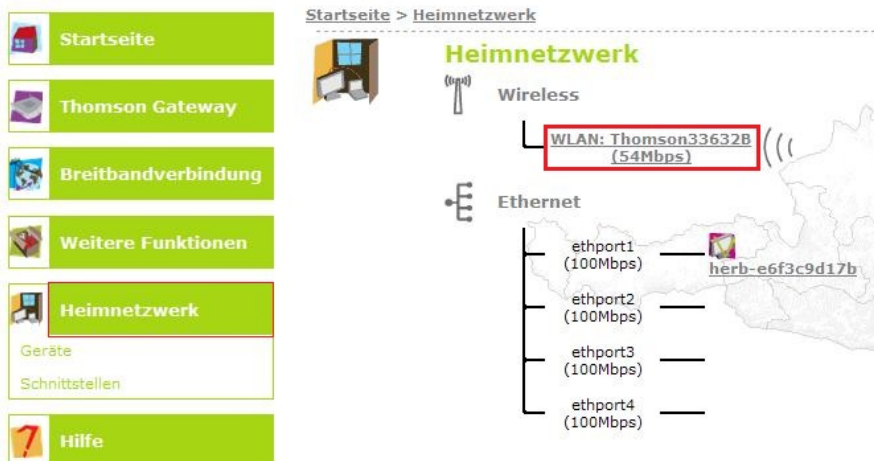 Startseite > Heimnetzwerk
Startseite
Thomson Gateway
Breitbandverbindung
Weitere Funktionen
Heimnetzwerk
Geräte
Schnittstellen
Hilfe
Heimnetzwerk
Wireless
WLAN: Thomson33632B
(54Mbps)
Ethernet
ethport1
(100Mbps)
herb-e6f3c9d17b
ethport2
(100Mbps)
ethport3
(100Mbps)
ethport4
(100Mbps)